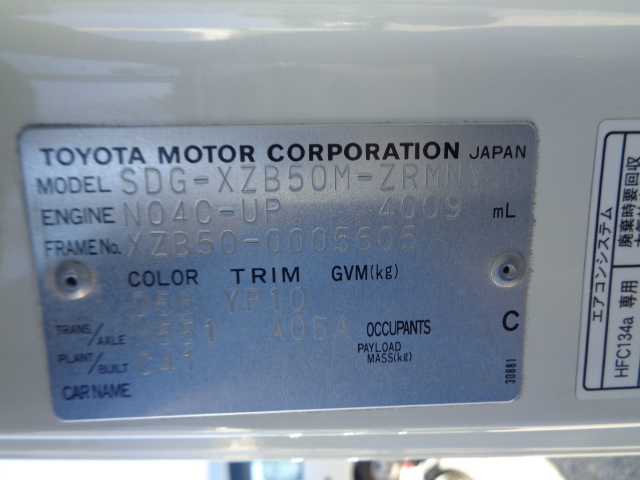 TOYOTA MOTOR CORPORATION JAPAN
MODEL SDG-XZB50M-ZRMNY
ENGINE N04C-UP 4009 mL
FRAME No. XZB50-0005605
COLOR TRIM GVM(kg)
058 YP10
TRANS/AXLE A05A OCCUPANTS C
PAYLOAD MASS(kg)
PLANT/BUILT C41
CAR NAME
30881
エアコンシステム
廃棄時要回収
HFC134a 専用